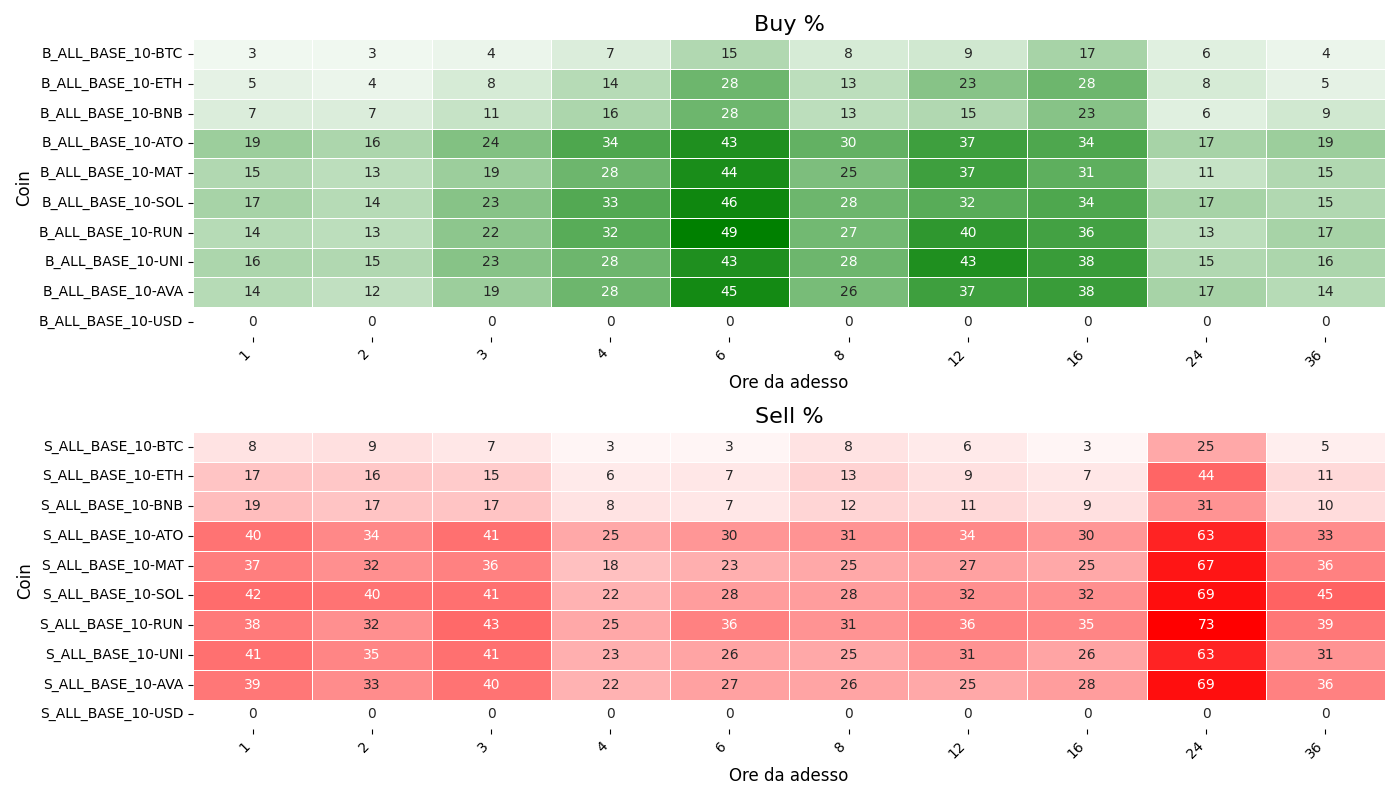 Buy %
Coin
B_ALL_BASE_10-BTC 3 3 4 7 15 8 9 17 6 4
B_ALL_BASE_10-ETH 5 4 8 14 28 13 23 28 8 5
B_ALL_BASE_10-BNB 7 7 11 16 28 13 15 23 6 9
B_ALL_BASE_10-ATO 19 16 24 34 43 30 37 34 17 19
B_ALL_BASE_10-MAT 15 13 19 28 44 25 37 31 11 15
B_ALL_BASE_10-SOL 17 14 23 33 46 28 32 34 17 15
B_ALL_BASE_10-RUN 14 13 22 32 49 27 40 36 13 17
B_ALL_BASE_10-UNI 16 15 23 28 43 28 43 38 15 16
B_ALL_BASE_10-AVA 14 12 19 28 45 26 37 38 17 14
B_ALL_BASE_10-USD 0 0 0 0 0 0 0 0 0 0
1 2 3 4 6 8 12 16 24 36
Ore da adesso
Sell %
Coin
S_ALL_BASE_10-BTC 8 9 7 3 3 8 6 3 25 5
S_ALL_BASE_10-ETH 17 16 15 6 7 13 9 7 44 11
S_ALL_BASE_10-BNB 19 17 17 8 7 12 11 9 31 10
S_ALL_BASE_10-ATO 40 34 41 25 30 31 34 30 63 33
S_ALL_BASE_10-MAT 37 32 36 18 23 25 27 25 67 36
S_ALL_BASE_10-SOL 42 40 41 22 28 28 32 32 69 45
S_ALL_BASE_10-RUN 38 32 43 25 36 31 36 35 73 39
S_ALL_BASE_10-UNI 41 35 41 23 26 25 31 26 63 31
S_ALL_BASE_10-AVA 39 33 40 22 27 26 25 28 69 36
S_ALL_BASE_10-USD 0 0 0 0 0 0 0 0 0 0
1 2 3 4 6 8 12 16 24 36
Ore da adesso